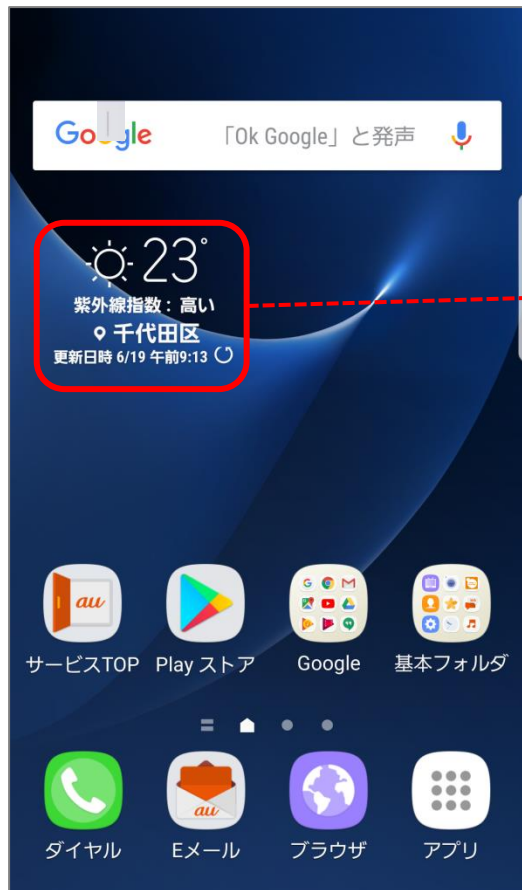 Google 「Ok Google」と発声
23°
紫外線指数： 高い
千代田区
更新日時 6/19 午前9:13
au
サービスTOP Play ストア Google 基本フォルダ
au
ダイヤル Eメール ブラウザ アプリ